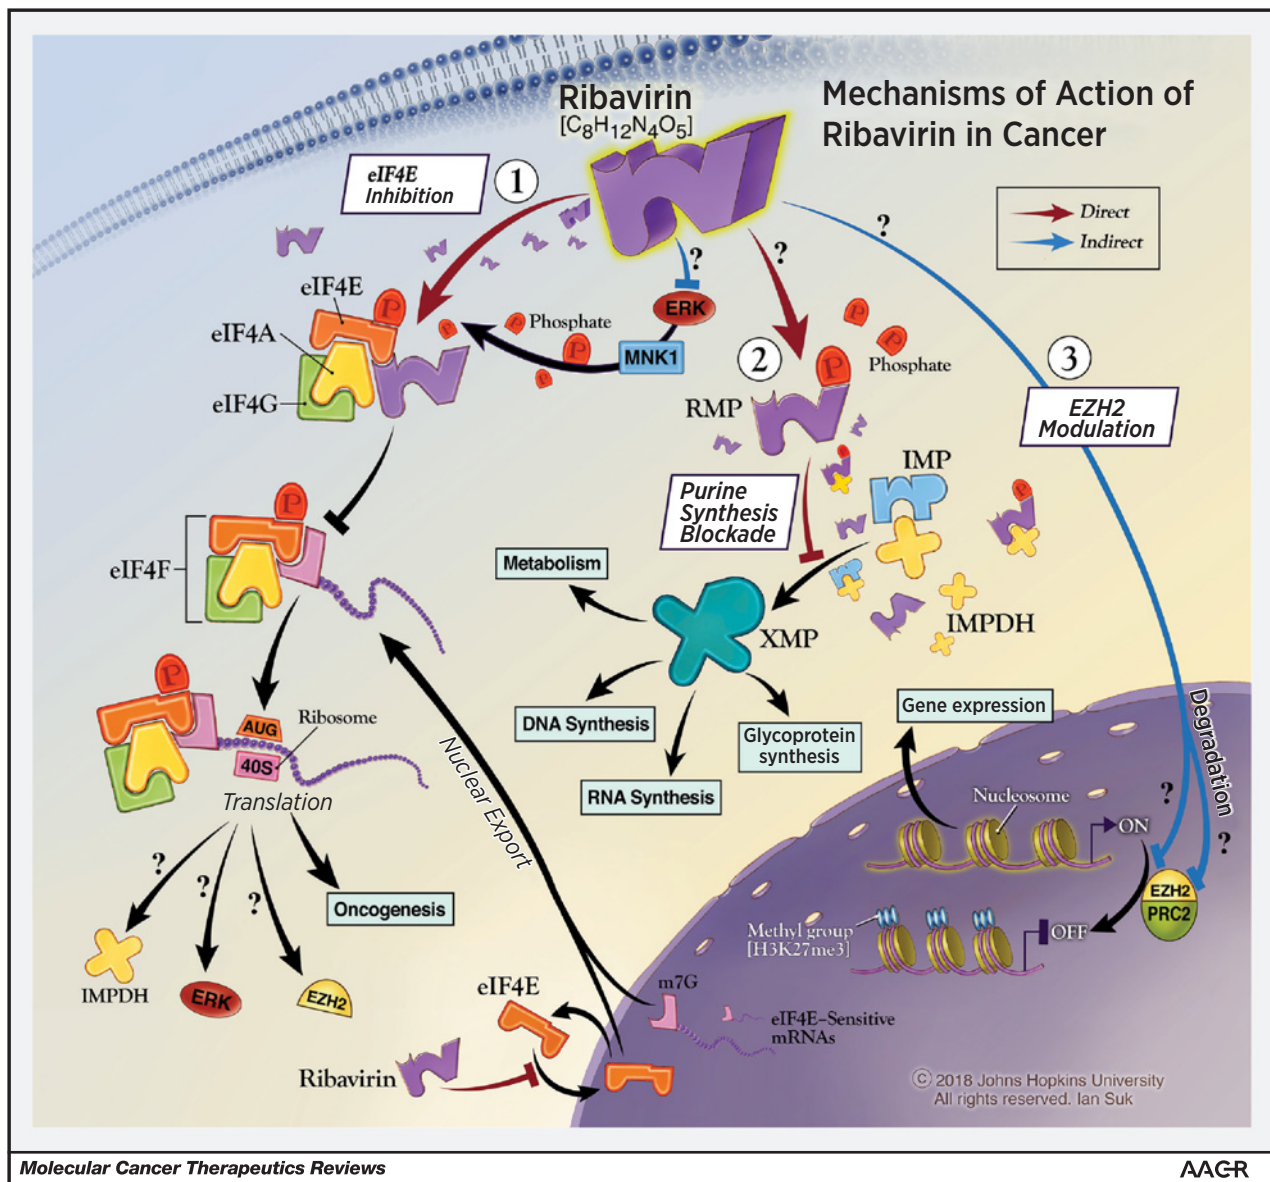 Ribavirin
[C8H12N4O5]
Mechanisms of Action of
Ribavirin in Cancer
eIF4E
Inhibition
1
?
Direct
Indirect
?
?
eIF4E
P
ERK
P
Phosphate
P
P
eIF4A
MNK1
P
P
P
Phosphate
P
2
3
eIF4G
RMP
EZH2
Modulation
IMP
Purine
Synthesis
Blockade
P
eIF4F
Metabolism
XMP
IMPDH
P
AUG
40S
Ribosome
Translation
DNA Synthesis
Glycoprotein
synthesis
RNA Synthesis
Gene expression
Degradation
Nuclear Export
Nucleosome
ON
?
?
EZH2
PRC2
Methyl group
[H3K27me3]
OFF
?
?
?
Oncogenesis
IMPDH
ERK
EZH2
eIF4E
m7G
eIF4E–Sensitive
mRNAs
Ribavirin
© 2018 Johns Hopkins University
All rights reserved. Ian Suk
Molecular Cancer Therapeutics Reviews
AACR